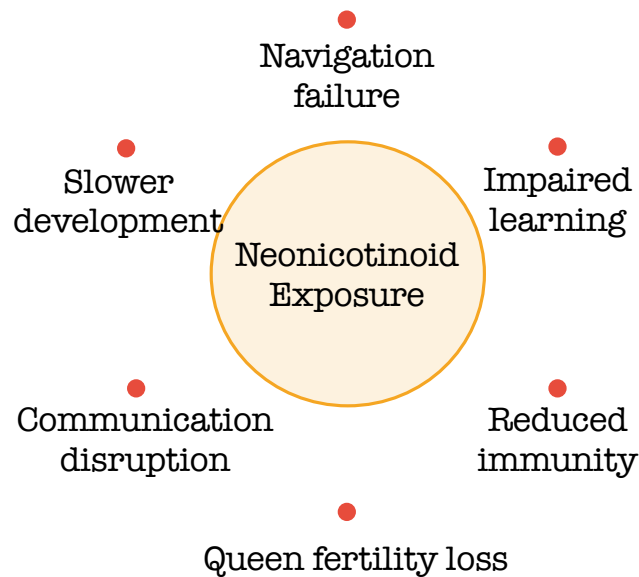 Navigation
failure
Slower
development
Impaired
learning
Neonicotinoid
Exposure
Communication
disruption
Reduced
immunity
Queen fertility loss